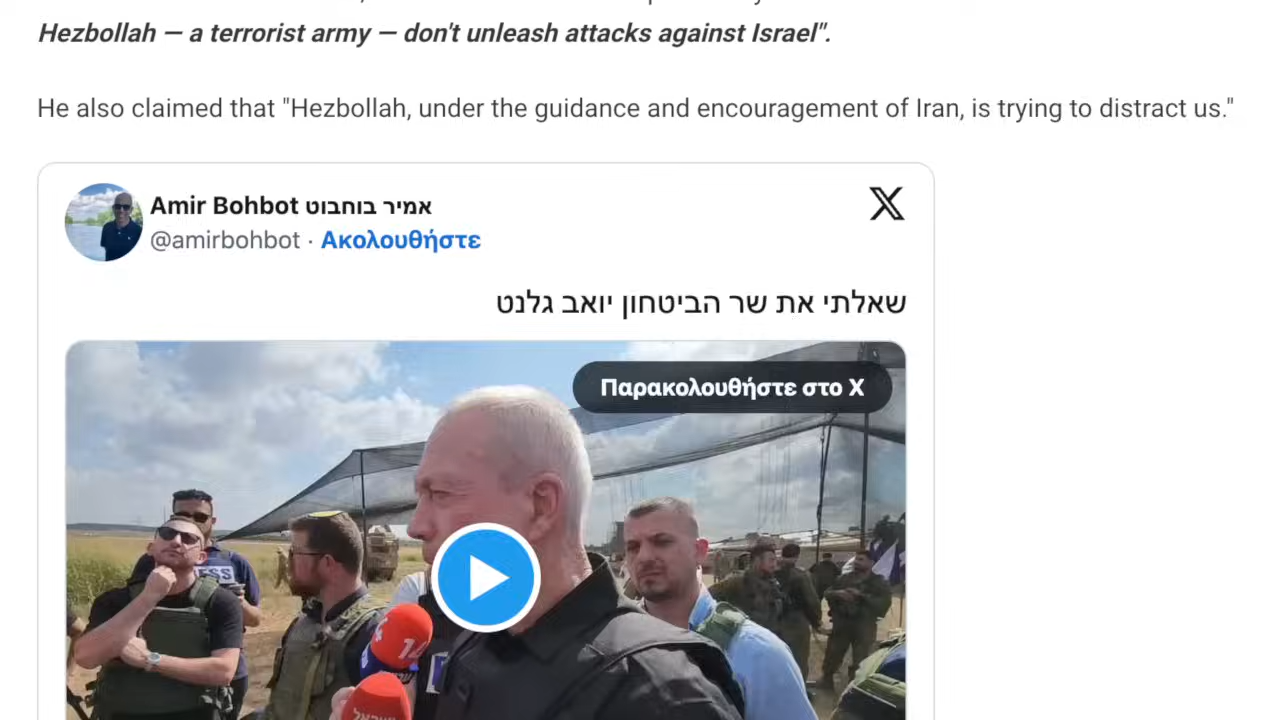 Hezbollah — a terrorist army — don't unleash attacks against Israel".
He also claimed that "Hezbollah, under the guidance and encouragement of Iran, is trying to distract us."
Amir Bohbot אמיר בוחבוט
@amirbohbot · Ακολουθήστε
שאלתי את שר הביטחון יואב גלנט
Παρακολουθήστε στο X
ESS
14
ישראל